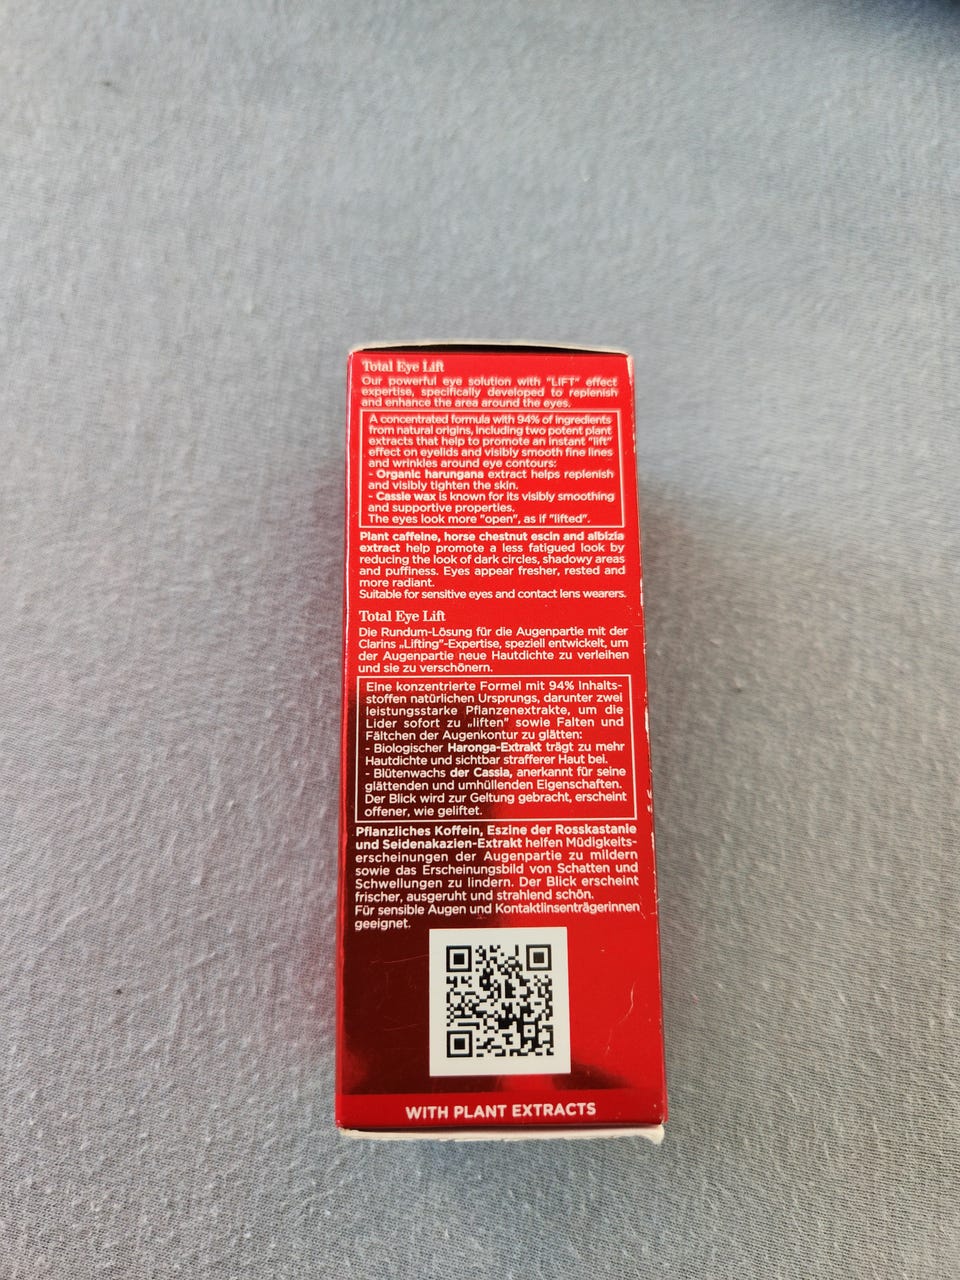 Total Eye Lift
Our powerful eye solution with "LIFT" effect
expertise, specifically developed to replenish
and enhance the area around the eyes.
A concentrated formula with 94% of ingredients
from natural origins, including two potent plant
extracts that help to promote an instant "lift"
effect on eyelids and visibly smooth fine lines
and wrinkles around eye contours:
- Organic harungana extract helps replenish
and visibly tighten the skin.
- Cassie wax is known for its visibly smoothing
and supportive properties.
The eyes look more "open", as if "lifted".
Plant caffeine, horse chestnut escin and albizia
extract help promote a less fatigued look by
reducing the look of dark circles, shadowy areas
and puffiness. Eyes appear fresher, rested and
more radiant.
Suitable for sensitive eyes and contact lens wearers.
Total Eye Lift
Die Rundum-Lösung für die Augenpartie mit der
Clarins „Lifting"-Expertise, speziell entwickelt, um
der Augenpartie neue Hautdichte zu verleihen
und sie zu verschönern.
Eine konzentrierte Formel mit 94% Inhalts-
stoffen natürlichen Ursprungs, darunter zwei
leistungsstarke Pflanzenextrakte, um die
Lider sofort zu „liften" sowie Falten und
Fältchen der Augenkontur zu glätten:
- Biologischer Haronga-Extrakt trägt zu mehr
Hautdichte und sichtbar strafferer Haut bei.
- Blütenwachs der Cassia, anerkannt für seine
glättenden und umhüllenden Eigenschaften.
Der Blick wird zur Geltung gebracht, erscheint
offener, wie geliftet.
Pflanzliches Koffein, Eszine der Rosskastanie
und Seidenakazien-Extrakt helfen Müdigkeits-
erscheinungen der Augenpartie zu mildern
sowie das Erscheinungsbild von Schatten und
Schwellungen zu lindern. Der Blick erscheint
frischer, ausgeruht und strahlend schön.
Für sensible Augen und Kontaktlinsenträgerinnen
geeignet.
WITH PLANT EXTRACTS